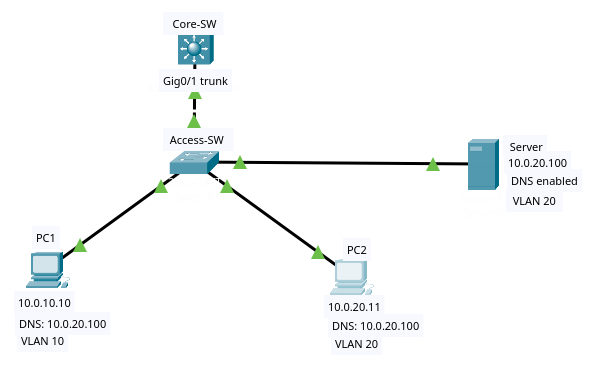 Core-SW
Gig0/1 trunk
Access-SW
Server
10.0.20.100
DNS enabled
VLAN 20
PC1
10.0.10.10
DNS: 10.0.20.100
VLAN 10
PC2
10.0.20.11
DNS: 10.0.20.100
VLAN 20